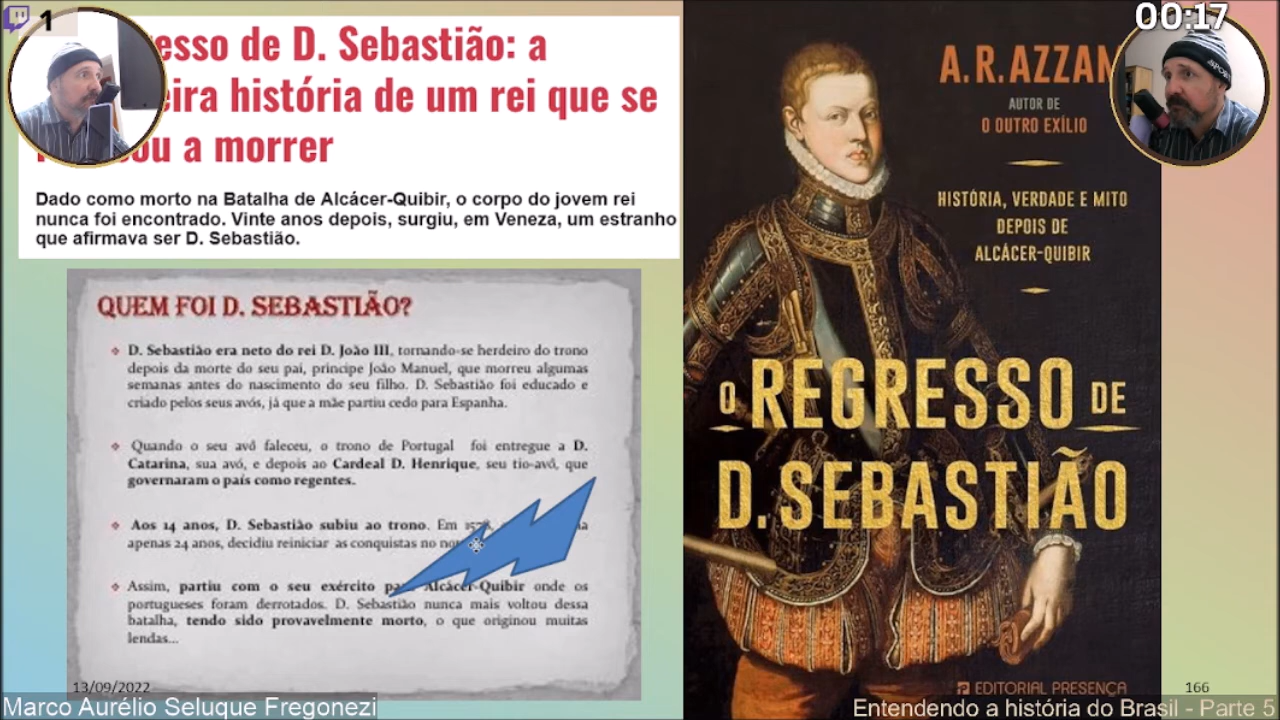 1
00:17
esso de D. Sebastião: a
eira história de um rei que se
ou a morrer
Dado como morto na Batalha de Alcácer-Quibir, o corpo do jovem rei
nunca foi encontrado. Vinte anos depois, surgiu, em Veneza, um estranho
que afirmava ser D. Sebastião.
QUEM FOI D. SEBASTIÃO?
D. Sebastião era neto do rei D. João III, tornando-se herdeiro do trono
depois da morte do seu pai, príncipe João Manuel, que morreu algumas
semanas antes do nascimento do seu filho. D. Sebastião foi educado e
criado pelos seus avós, já que a mãe partiu cedo para Espanha.
Quando o seu avô faleceu, o trono de Portugal foi entregue a D.
Catarina, sua avó, e depois ao Cardeal D. Henrique, seu tio-avô, que
governaram o país como regentes.
Aos 14 anos, D. Sebastião subiu ao trono. Em
apenas 24 anos, decidiu reiniciar as conquistas no
Assim, partiu com o seu exército Alcácer-Quibir onde os
portugueses foram derrotados. D. Sebastião nunca mais voltou dessa
batalha, tendo sido provavelmente morto, o que originou muitas
lendas...
13/09/2022
Marco Aurélio Seluque Fregonezi
A. R. AZZAN
AUTOR DE
O OUTRO EXÍLIO
HISTÓRIA, VERDADE E MITO
DEPOIS DE
ALCÁCER-QUIBIR
O REGRESSO DE
D. SEBASTIÃO
EDITORIAL PRESENÇA
166
Entendendo a história do Brasil - Parte 5